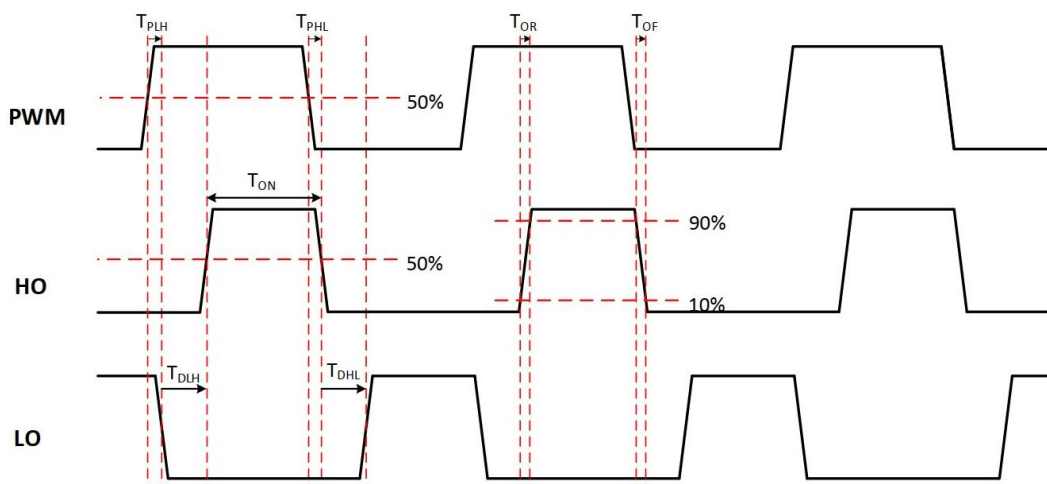 TPLH
TPHL
TOR
TOF
PWM
50%
TON
90%
HO
50%
10%
TDLH
TDHL
LO